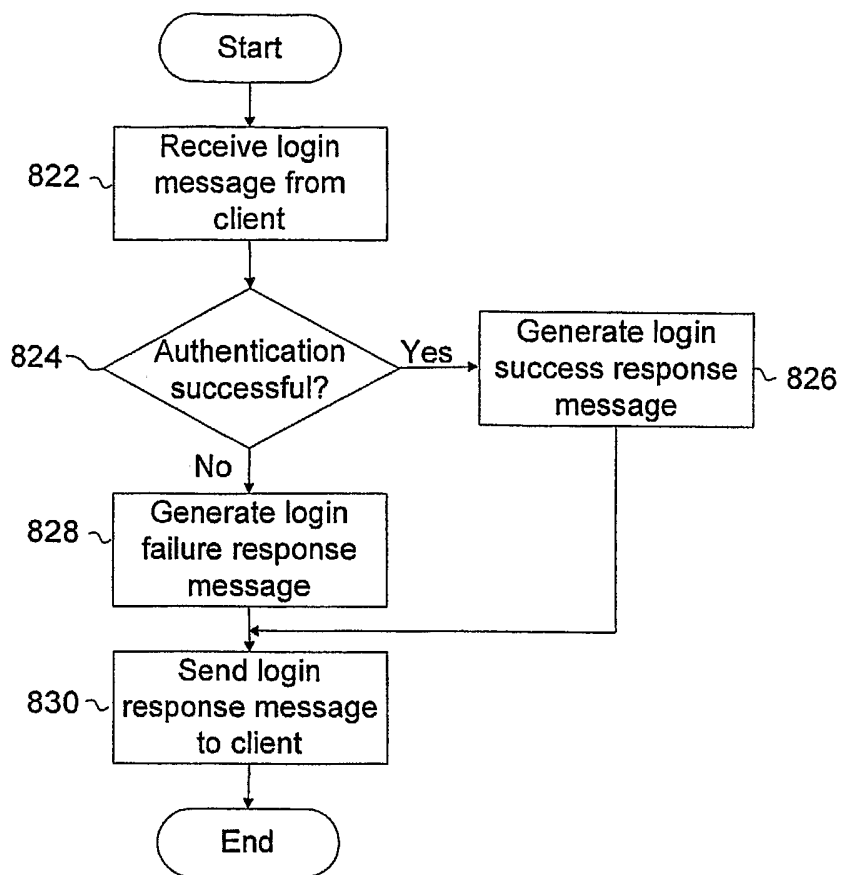 Start
822
Receive login
message from
client
824
Authentication
successful?
Yes
Generate login
success response
message
826
No
828
Generate login
failure response
message
830
Send login
response message
to client
End